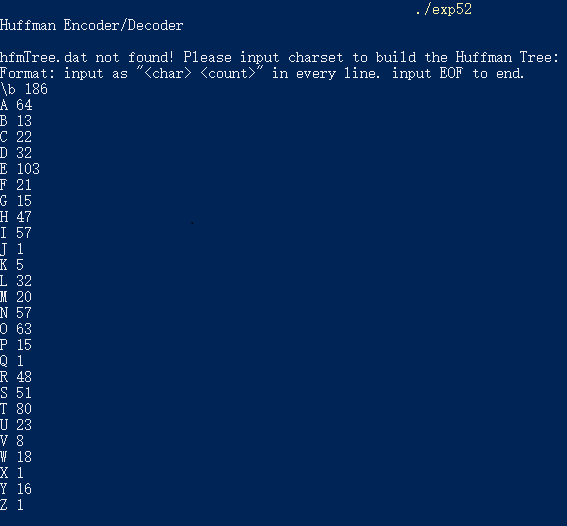 ./exp52
Huffman Encoder/Decoder
hfmTree.dat not found! Please input charset to build the Huffman Tree:
Format: input as "<char> <count>" in every line. input EOF to end.
\b 186
A 64
B 13
C 22
D 32
E 103
F 21
G 15
H 47
I 57
J 1
K 5
L 32
M 20
N 57
O 63
P 15
Q 1
R 48
S 51
T 80
U 23
V 8
W 18
X 1
Y 16
Z 1